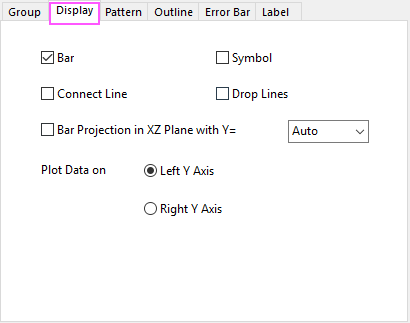 Group Display Pattern Outline Error Bar Label
Bar Symbol
Connect Line Drop Lines
Bar Projection in XZ Plane with Y= Auto
Plot Data on Left Y Axis
Right Y Axis